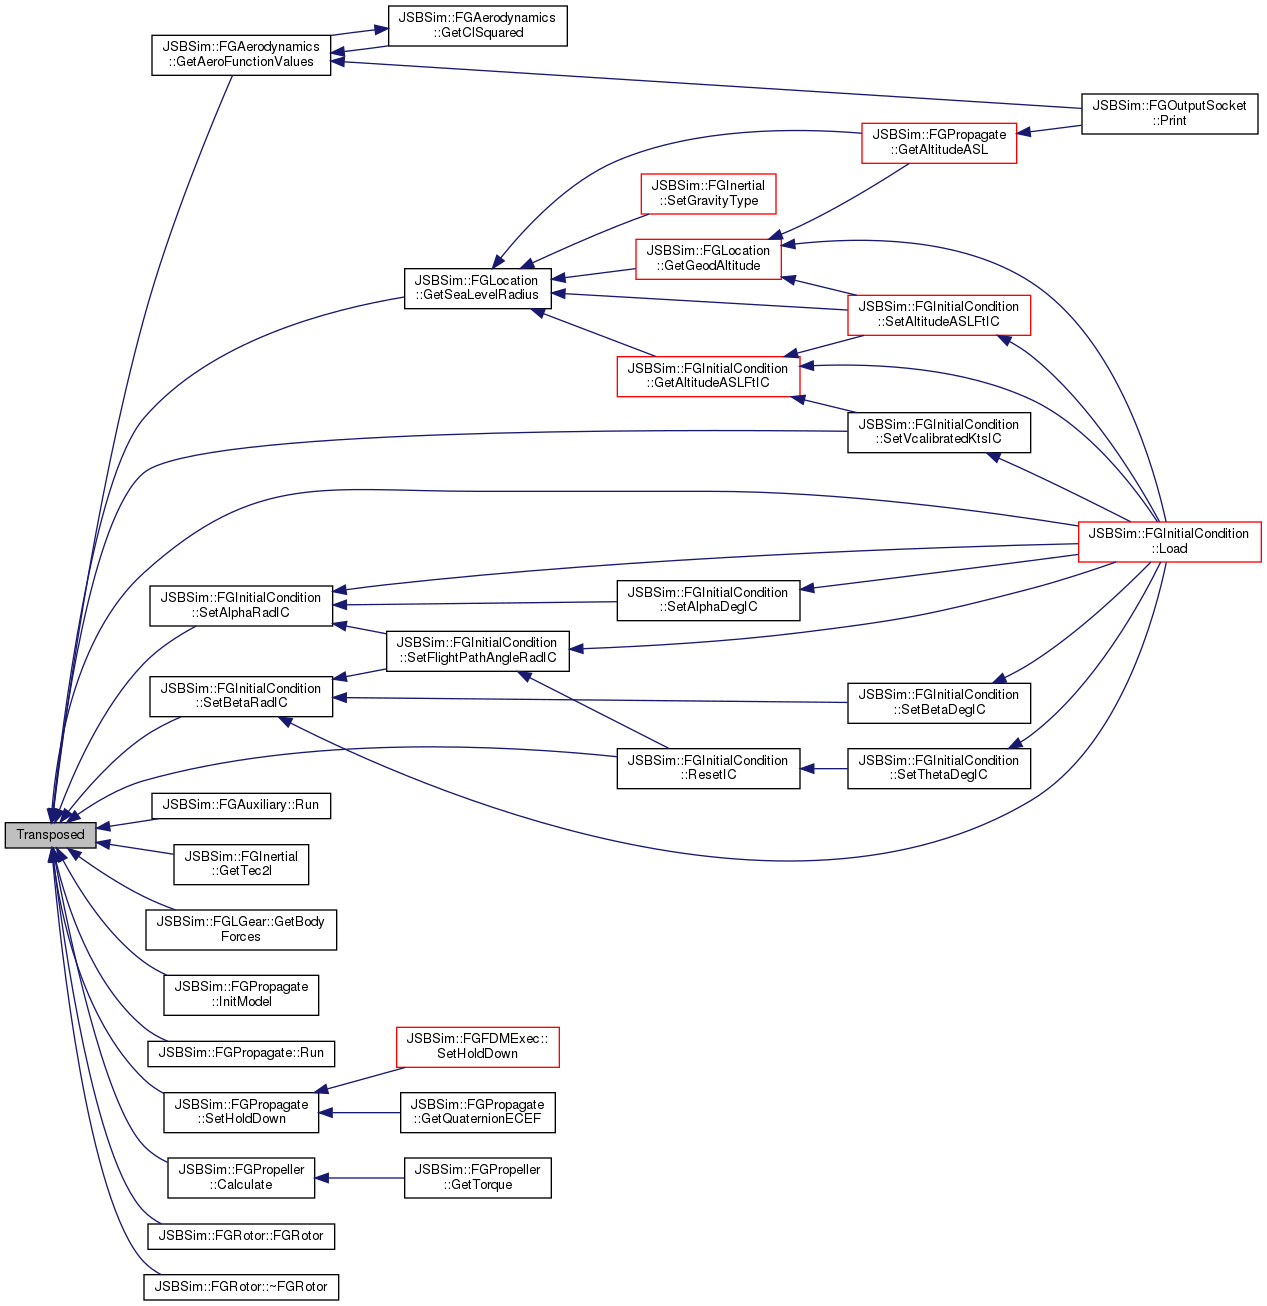 JSBSim::FGAerodynamics
::GetClSquared
JSBSim::FGAerodynamics
::GetAeroFunctionValues
JSBSim::FGOutputSocket
::Print
JSBSim::FGPropagate
::GetAltitudeASL
JSBSim::FGInertial
::SetGravityType
JSBSim::FGLocation
::GetGeodAltitude
JSBSim::FGLocation
::GetSeaLevelRadius
JSBSim::FGInitialCondition
::SetAltitudeASLFtIC
JSBSim::FGInitialCondition
::GetAltitudeASLFtIC
JSBSim::FGInitialCondition
::SetVcalibratedKtsIC
JSBSim::FGInitialCondition
::Load
JSBSim::FGInitialCondition
::SetAlphaRadIC
JSBSim::FGInitialCondition
::SetAlphaDegIC
JSBSim::FGInitialCondition
::SetFlightPathAngleRadIC
JSBSim::FGInitialCondition
::SetBetaRadIC
JSBSim::FGInitialCondition
::SetBetaDegIC
JSBSim::FGInitialCondition
::ResetIC
JSBSim::FGInitialCondition
::SetThetaDegIC
JSBSim::FGAuxiliary::Run
Transposed
JSBSim::FGInertial
::GetTec2l
JSBSim::FGLGear::GetBody
Forces
JSBSim::FGPropagate
::InitModel
JSBSim::FGPropagate::Run
JSBSim::FGFDMExec::
SetHoldDown
JSBSim::FGPropagate
::SetHoldDown
JSBSim::FGPropagate
::GetQuaternionECEF
JSBSim::FGPropeller
::Calculate
JSBSim::FGPropeller
::GetTorque
JSBSim::FGRotor::FGRotor
JSBSim::FGRotor::~FGRotor